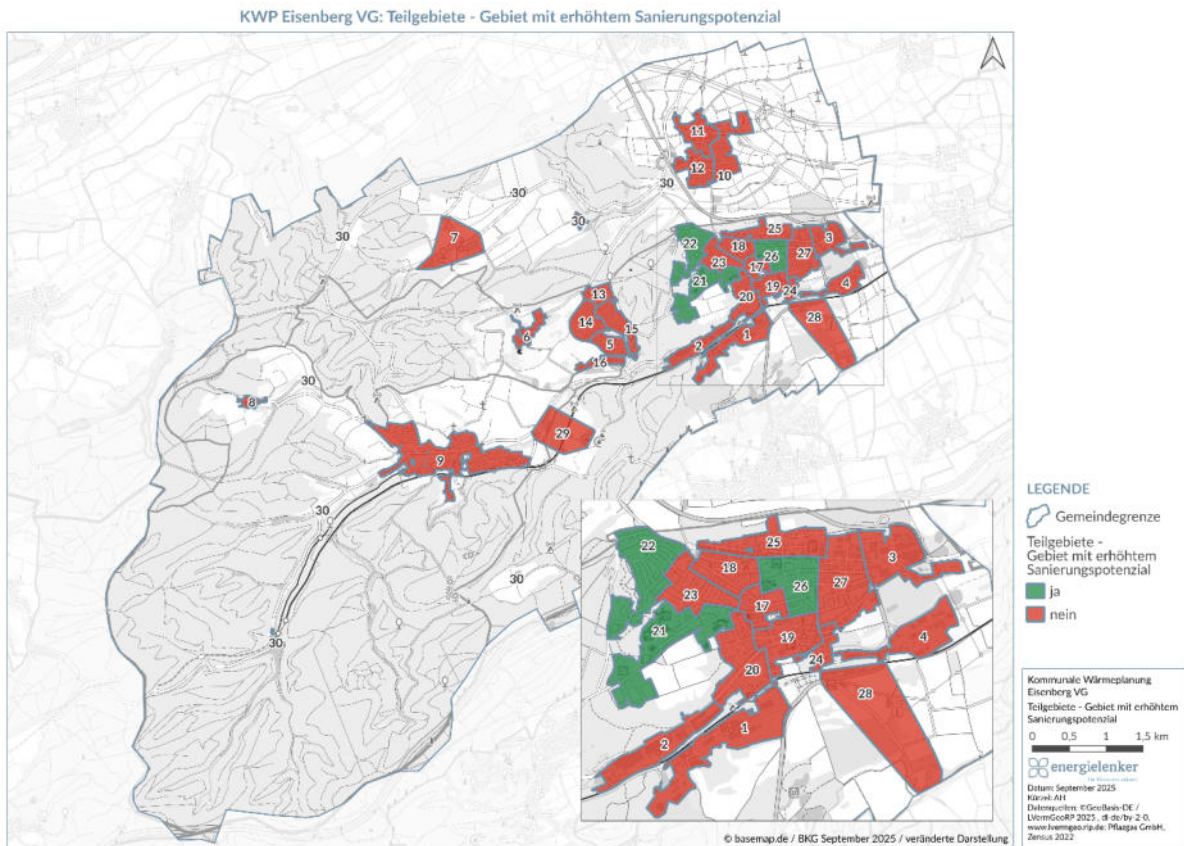 KWP Eisenberg VG: Teilgebiete - Gebiet mit erhöhtem Sanierungspotenzial
11
12
10
30
30
30
30
7
25
22
18
3
23
26
27
17
21
19
24
4
20
13
14
15
6
5
16
28
1
2
30
8
29
9
30
30
30
25
22
3
18
23
26
27
17
21
19
4
24
20
28
1
2
LEGENDE
Gemeindegrenze
Teilgebiete -
Gebiet mit erhöhtem
Sanierungspotenzial
ja
nein
Kommunale Wärmeplanung
Eisenberg VG
Teilgebiete - Gebiet mit erhöhtem
Sanierungspotenzial
0 0,5 1 1,5 km
energielenker
Datum: September 2025
Kürzel: AH
Datenquellen: ©GeoBasis-DE /
LVermGeoRP 2025, dl-de/by-2-0,
www.lvermgeo.rlp.de; Pfalzgas GmbH,
Zensus 2022
© basemap.de / BKG September 2025 / veränderte Darstellung